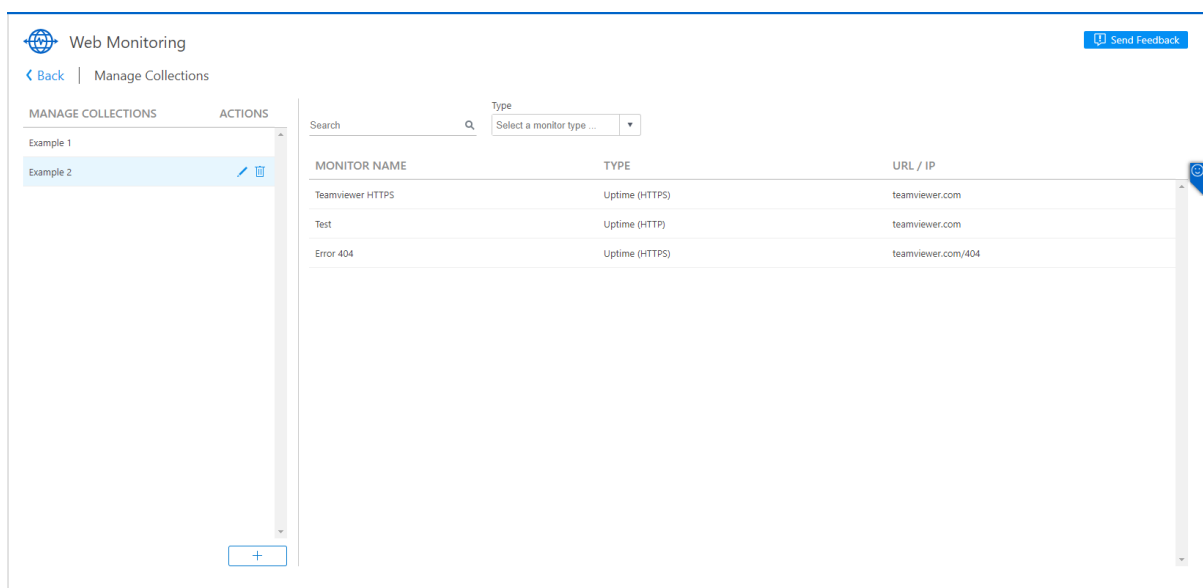 Web Monitoring
Send Feedback
Back
Manage Collections
MANAGE COLLECTIONS ACTIONS
Example 1
Example 2
Type
Search
Select a monitor type ...
MONITOR NAME TYPE URL / IP
Teamviewer HTTPS Uptime (HTTPS) teamviewer.com
Test Uptime (HTTP) teamviewer.com
Error 404 Uptime (HTTPS) teamviewer.com/404
+